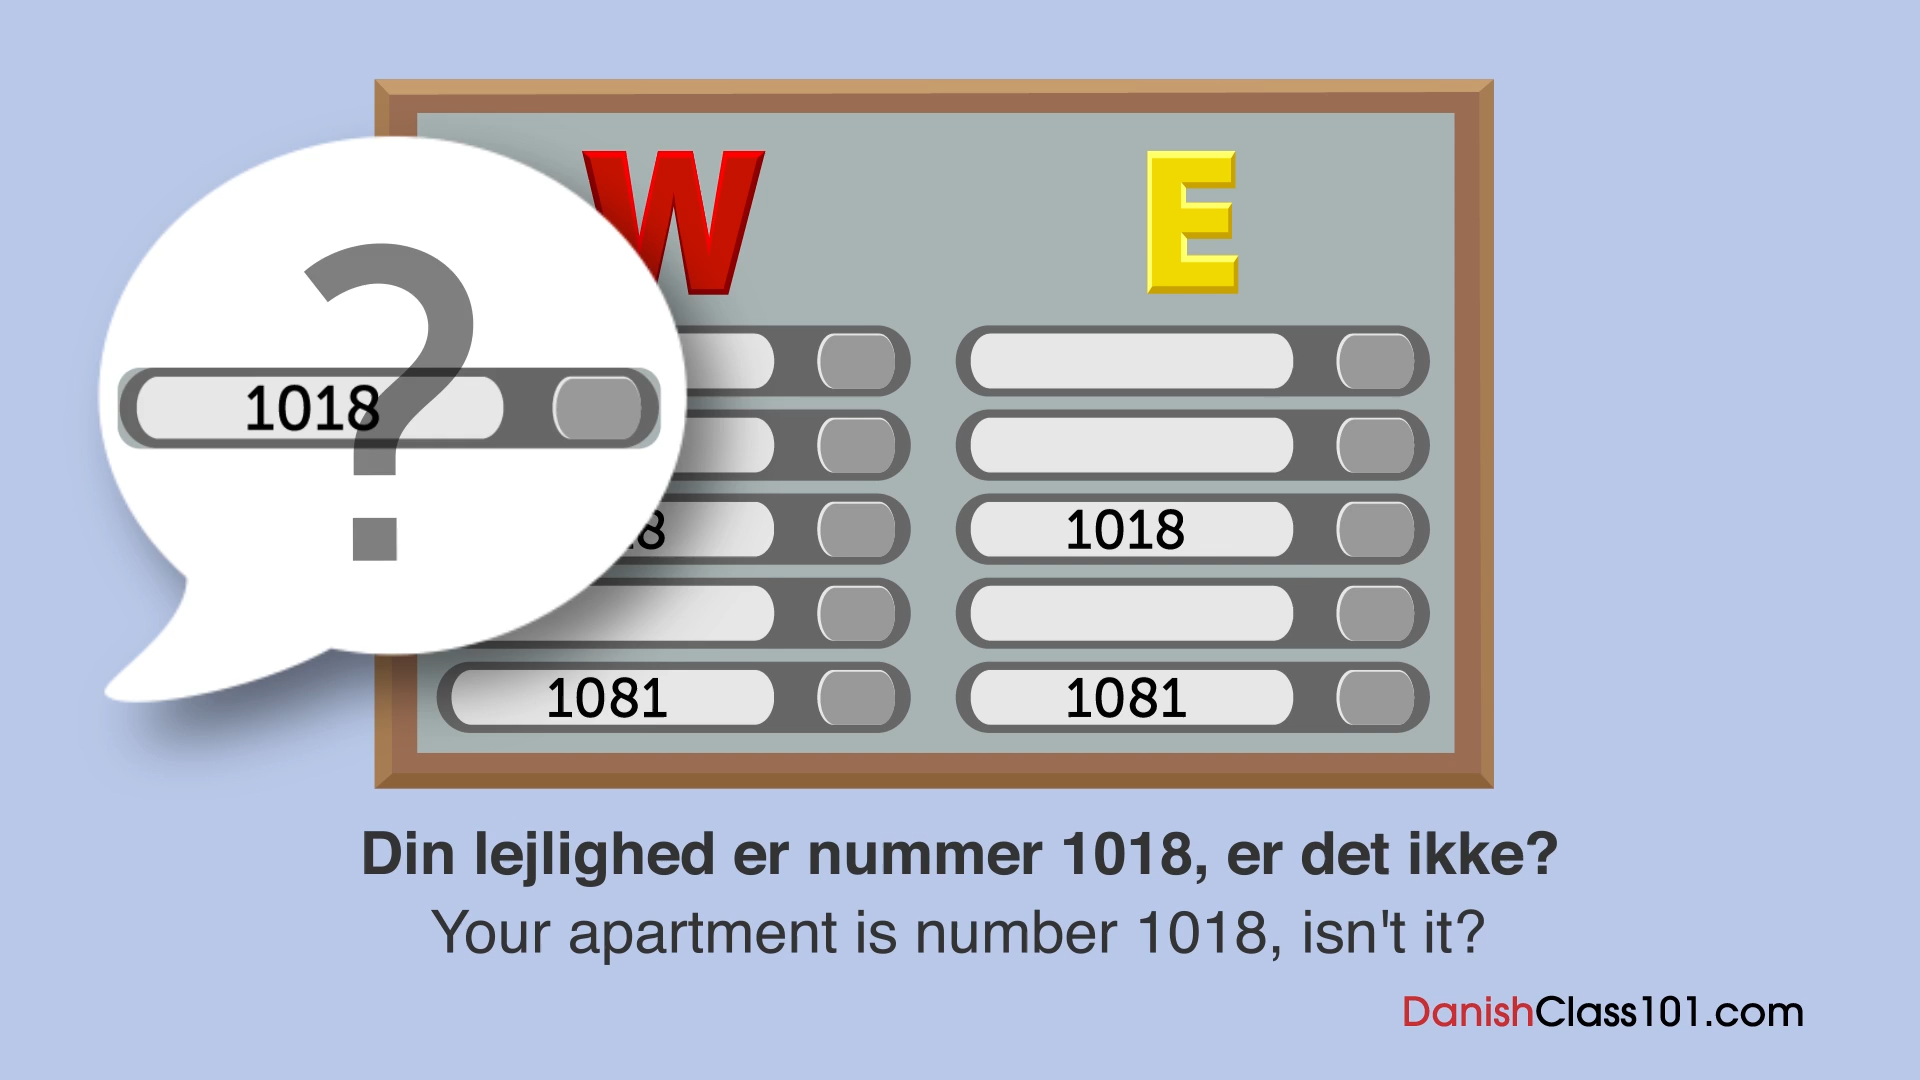 W E
?
1018
1018
1081 1081
Din lejlighed er nummer 1018, er det ikke?
Your apartment is number 1018, isn't it?
DanishClass101.com